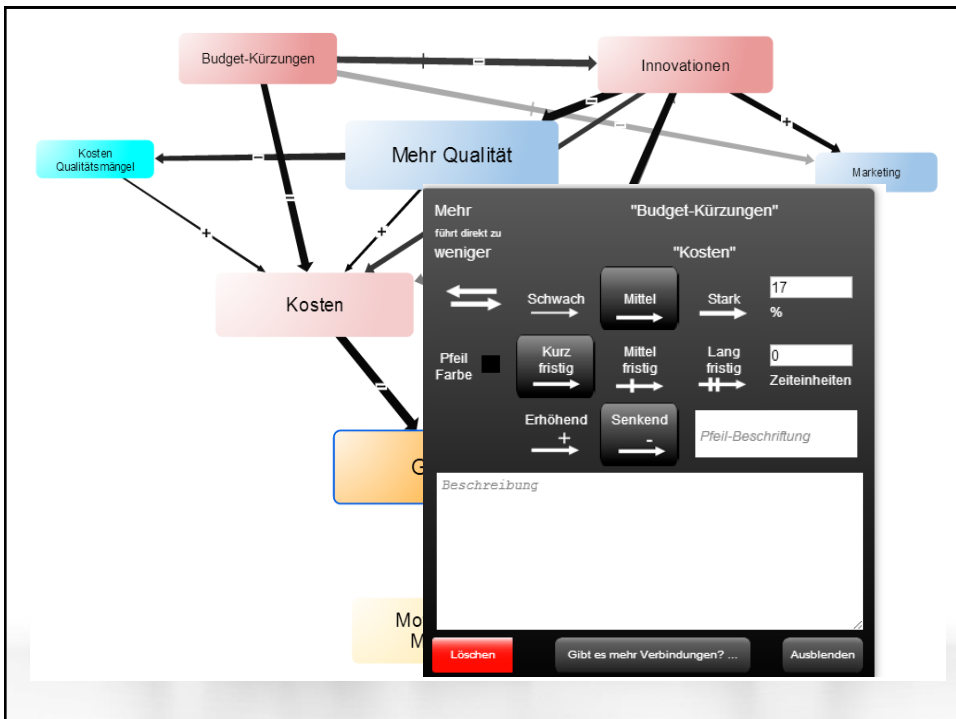 Budget-Kürzungen
Innovationen
Kosten
Qualitätsmängel
Mehr Qualität
Marketing
+
Kosten
G
Mo
M
Mehr "Budget-Kürzungen"
führt direkt zu
weniger "Kosten"
Schwach Mittel Stark 17
%
Pfeil
Farbe
Kurz
fristig
Mittel
fristig
Lang
fristig
0
Zeiteinheiten
Erhöhend Senkend
+ -
Pfeil-Beschriftung
Beschreibung
Löschen Gibt es mehr Verbindungen? ... Ausblenden